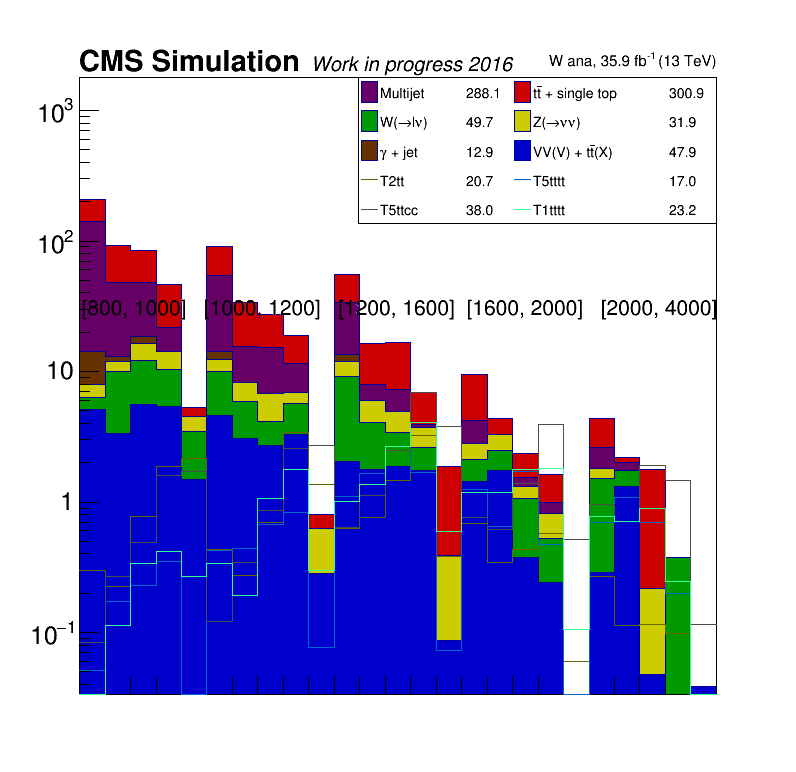 CMS Simulation Work in progress 2016 W ana, 35.9 fb⁻¹ (13 TeV)
Multijet 288.1 tt̄ + single top 300.9
W(→lν) 49.7 Z(→νν) 31.9
γ + jet 12.9 VV(V) + tt̄(X) 47.9
T2tt 20.7 T5tttt 17.0
T5ttcc 38.0 T1tttt 23.2
10³
10²
[800, 1000] [1000, 1200] [1200, 1600] [1600, 2000] [2000, 4000]
10
1
10⁻¹